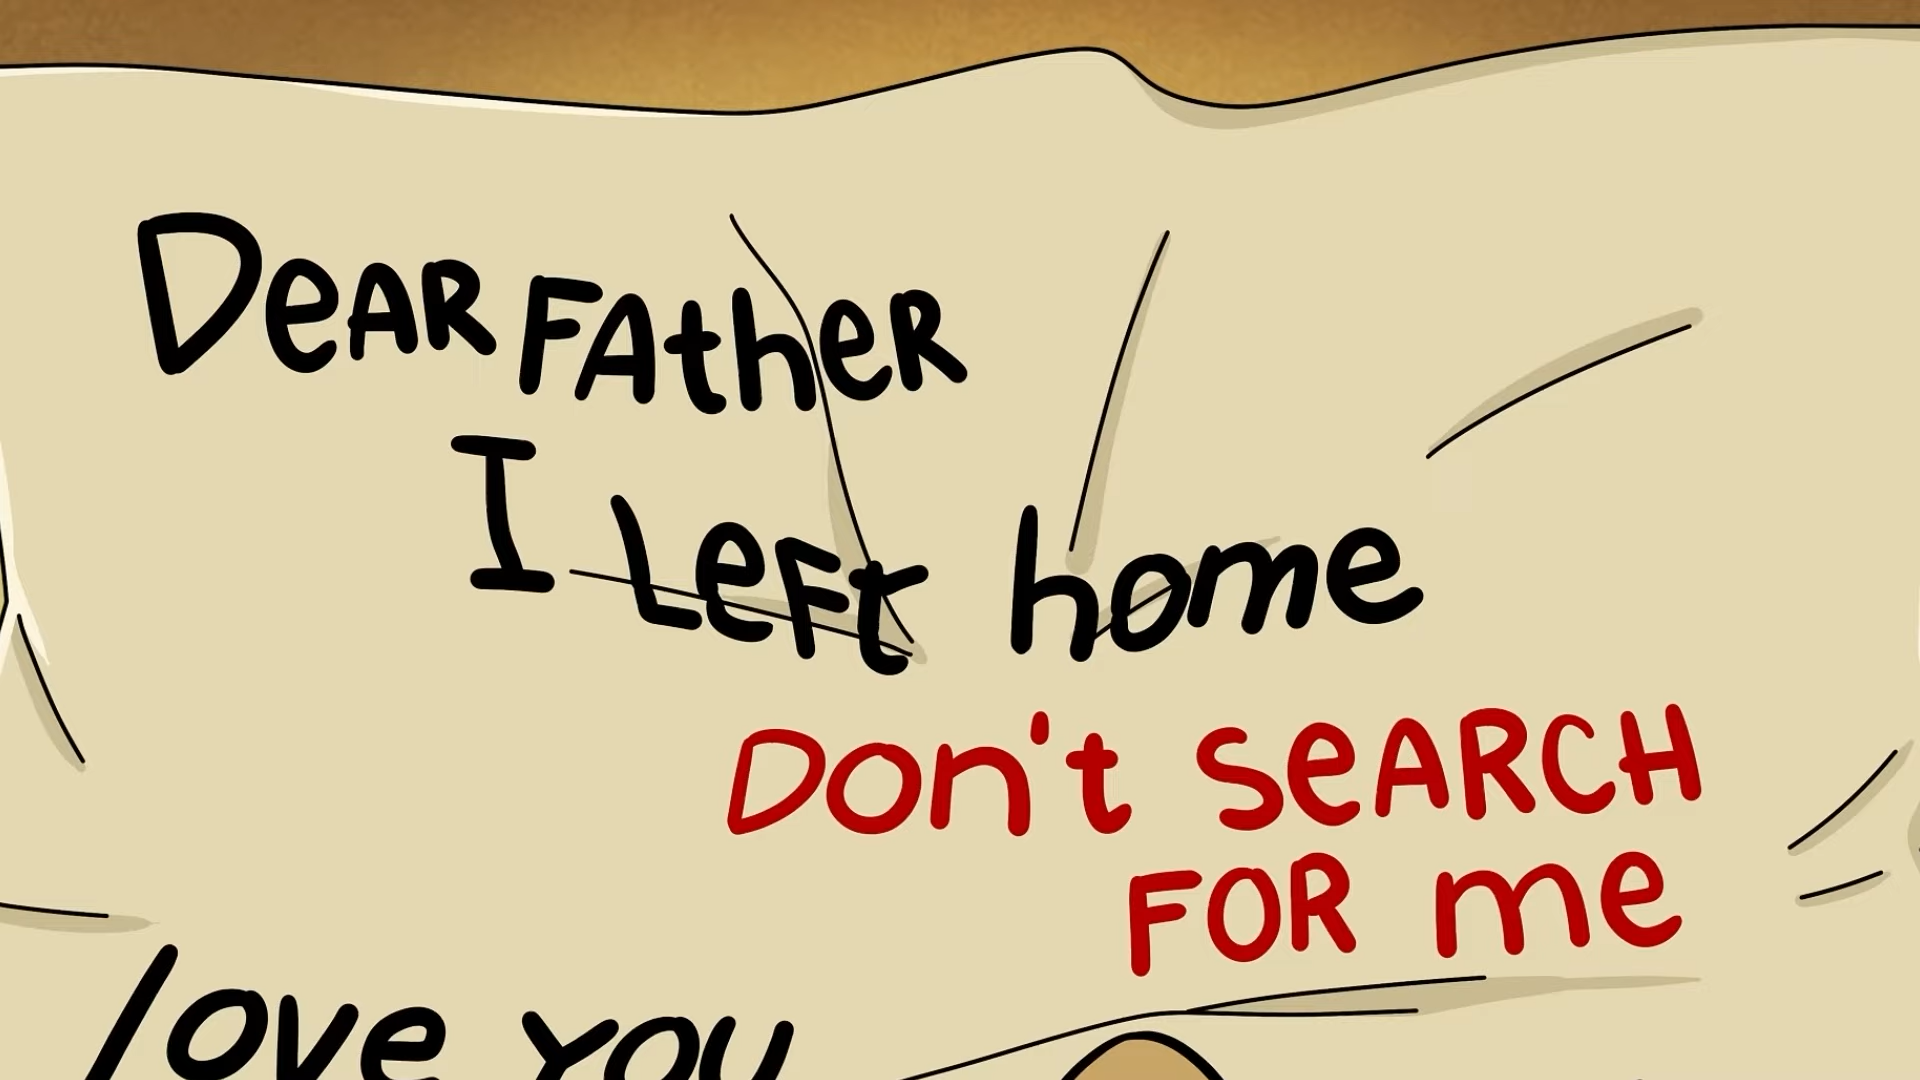 DeAR FAtheR
I LeFt home
Don't SeARCH
FOR me
love you